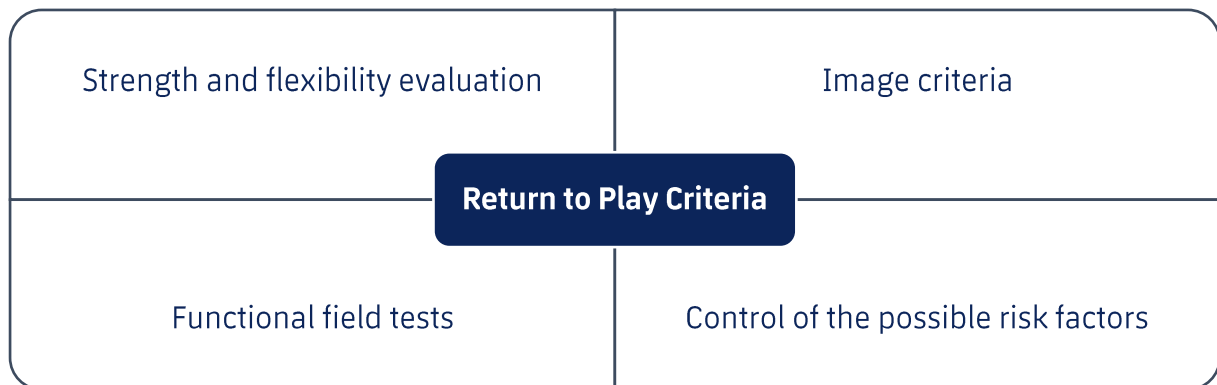 Strength and flexibility evaluation
Image criteria
Return to Play Criteria
Functional field tests
Control of the possible risk factors